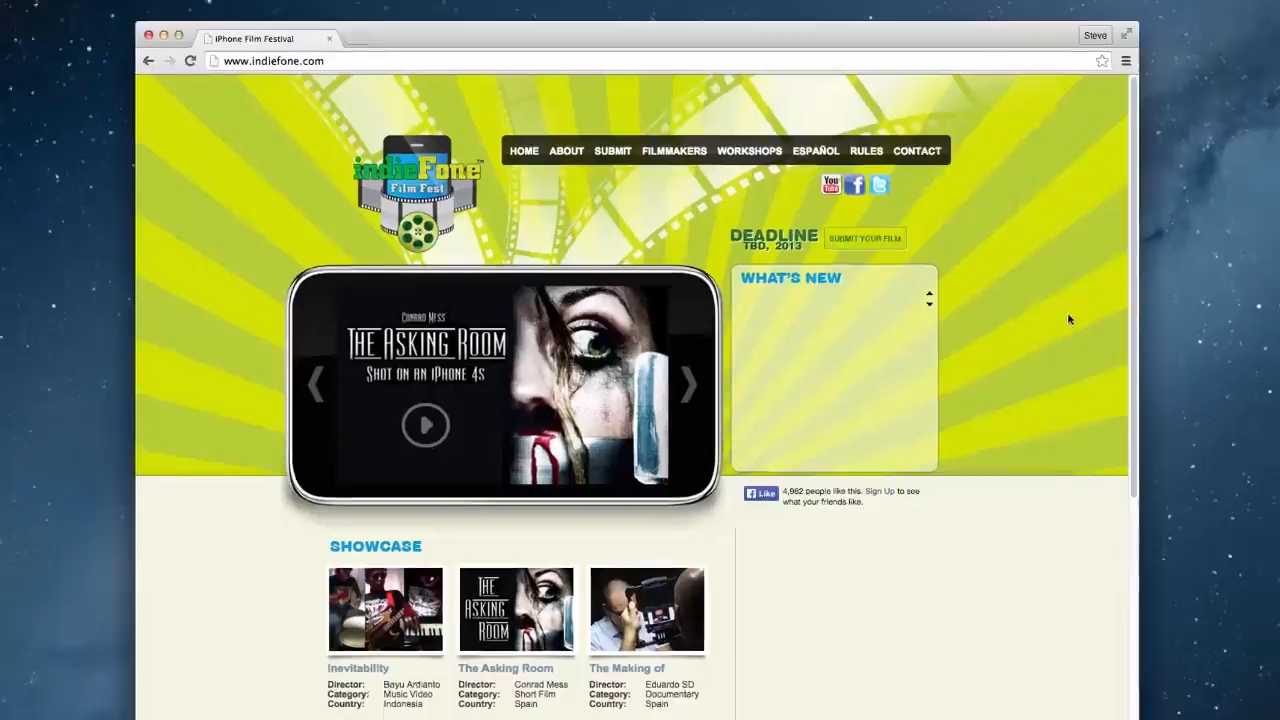 iPhone Film Festival
Steve
www.indiefone.com
indieFone™
Film Fest
HOME ABOUT SUBMIT FILMMAKERS WORKSHOPS ESPAÑOL RULES CONTACT
You
Tube
DEADLINE
TBD, 2013
SUBMIT YOUR FILM
CONRAD MESS'
THE ASKING ROOM
SHOT ON AN IPHONE 4S
WHAT'S NEW
Like
4,982 people like this. Sign Up to see
what your friends like.
SHOWCASE
THE
ASKING
ROOM
Inevitability
Director: Bayu Ardianto
Category: Music Video
Country: Indonesia
The Asking Room
Director: Conrad Mess
Category: Short Film
Country: Spain
The Making of
Director: Eduardo SD
Category: Documentary
Country: Spain